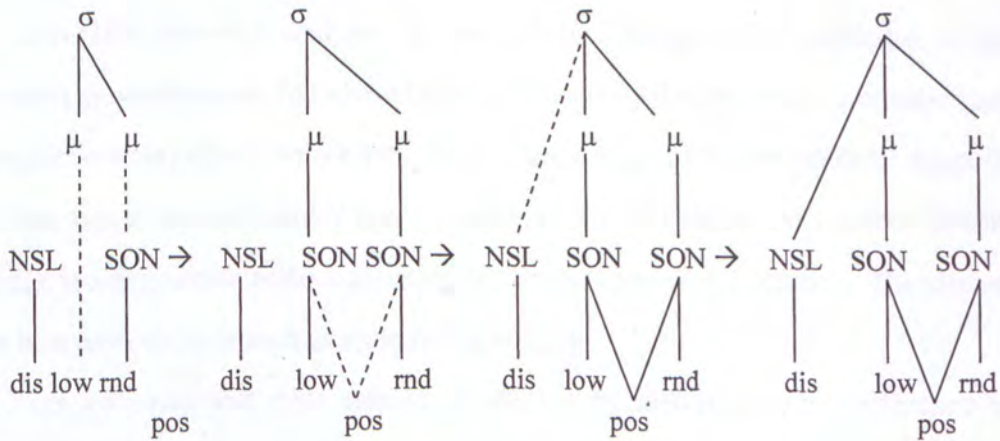 σ σ σ σ
μ μ μ μ μ μ μ μ
NSL SON → NSL SON SON → NSL SON SON → NSL SON SON
dis low rnd dis low rnd dis low rnd dis low rnd
pos pos pos pos